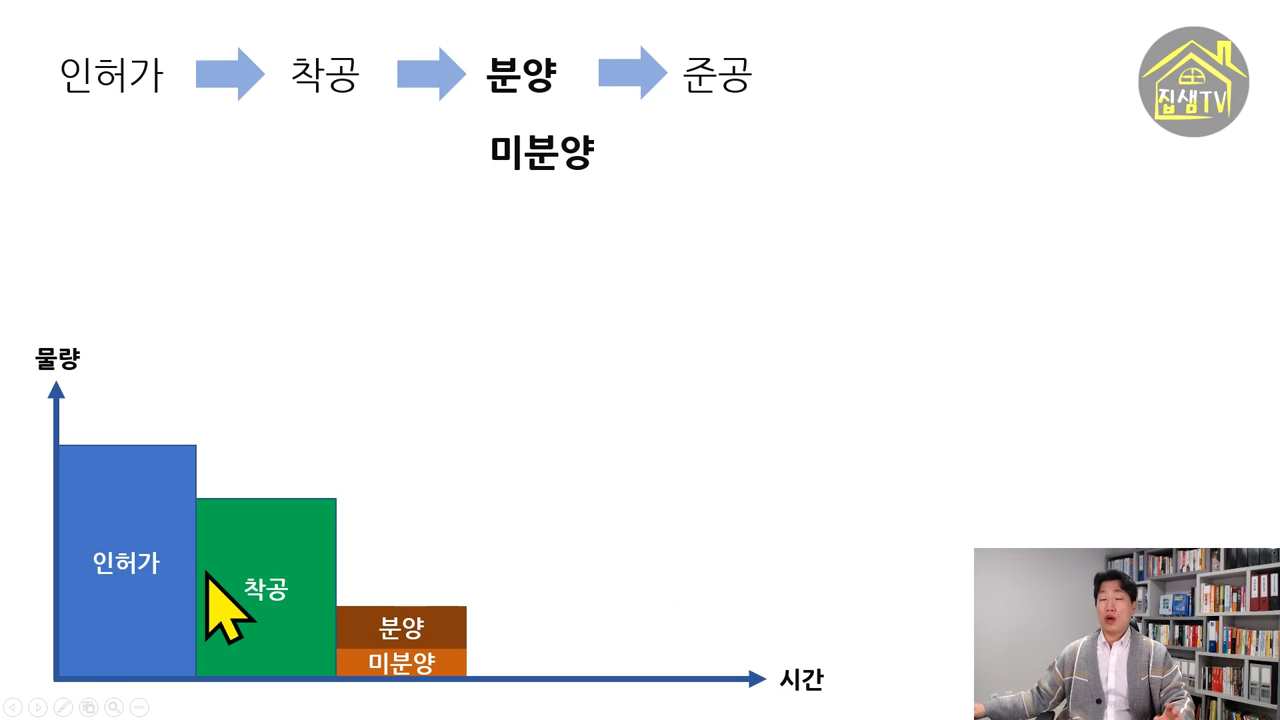 인허가 착공 분양 준공
미분양
집샘TV
물량
인허가
착공
분양
미분양
시간